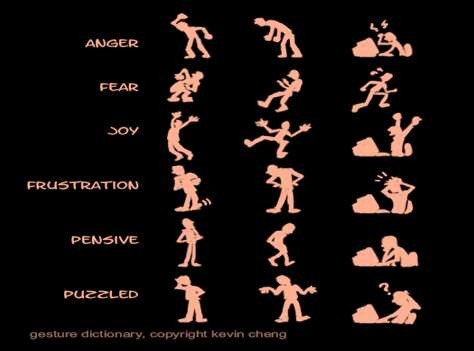 ANGER
FEAR
JOY
FRUSTRATION
PENSIVE
PUZZLED
?
gesture dictionary, copyright kevin cheng